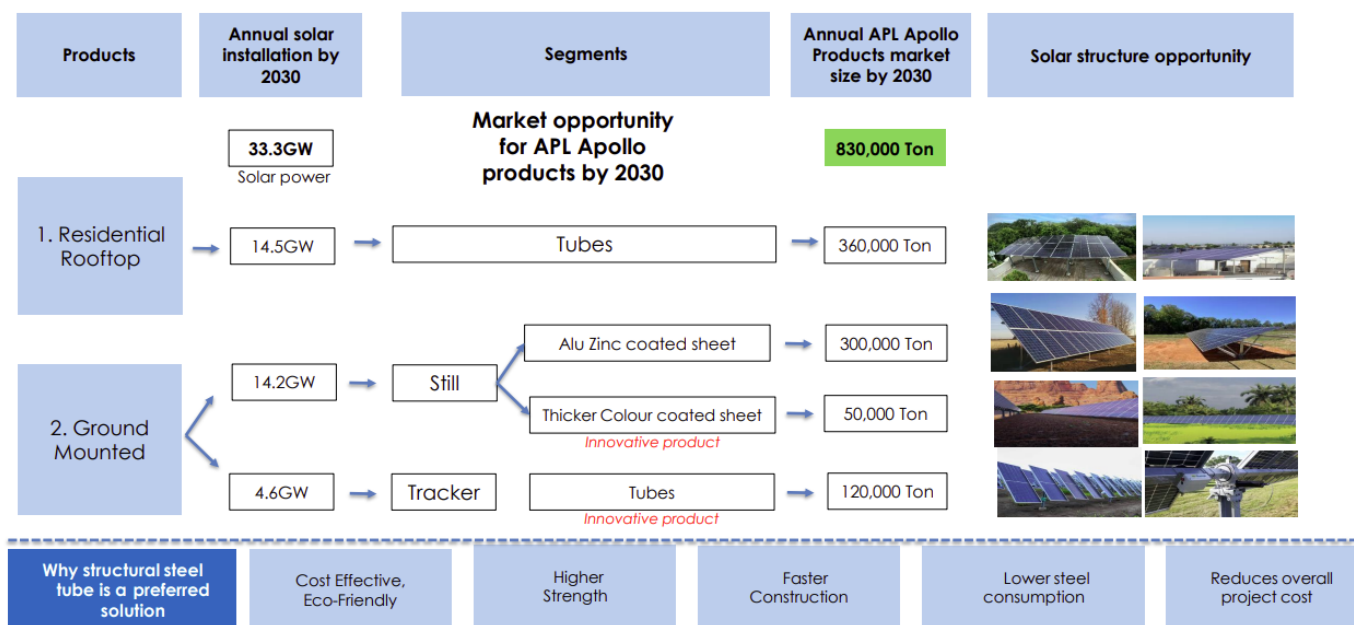 Products
Annual solar
installation by
2030
Segments
Annual APL Apollo
Products market
size by 2030
Solar structure opportunity
33.3GW
Solar power
Market opportunity
for APL Apollo
products by 2030
830,000 Ton
1. Residential
Rooftop
14.5GW
Tubes
360,000 Ton
2. Ground
Mounted
14.2GW
Still
Alu Zinc coated sheet
300,000 Ton
Thicker Colour coated sheet
50,000 Ton
Innovative product
4.6GW
Tracker
Tubes
120,000 Ton
Innovative product
Why structural steel
tube is a preferred
solution
Cost Effective,
Eco-Friendly
Higher
Strength
Faster
Construction
Lower steel
consumption
Reduces overall
project cost